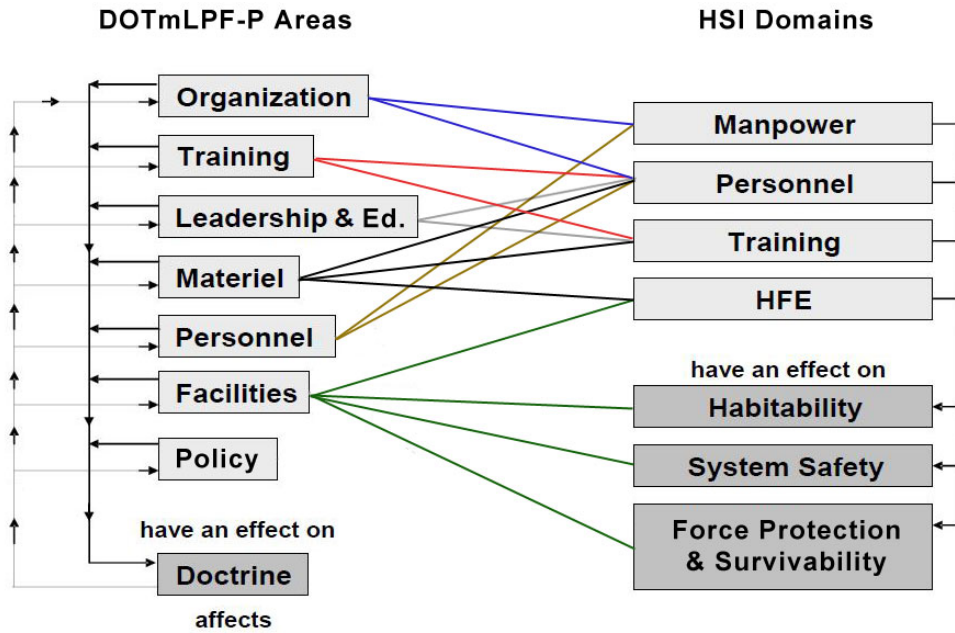 DOTmLPF-P Areas
HSI Domains
Organization
Training
Leadership & Ed.
Materiel
Personnel
Facilities
Policy
have an effect on
Doctrine
affects
Manpower
Personnel
Training
HFE
have an effect on
Habitability
System Safety
Force Protection
& Survivability